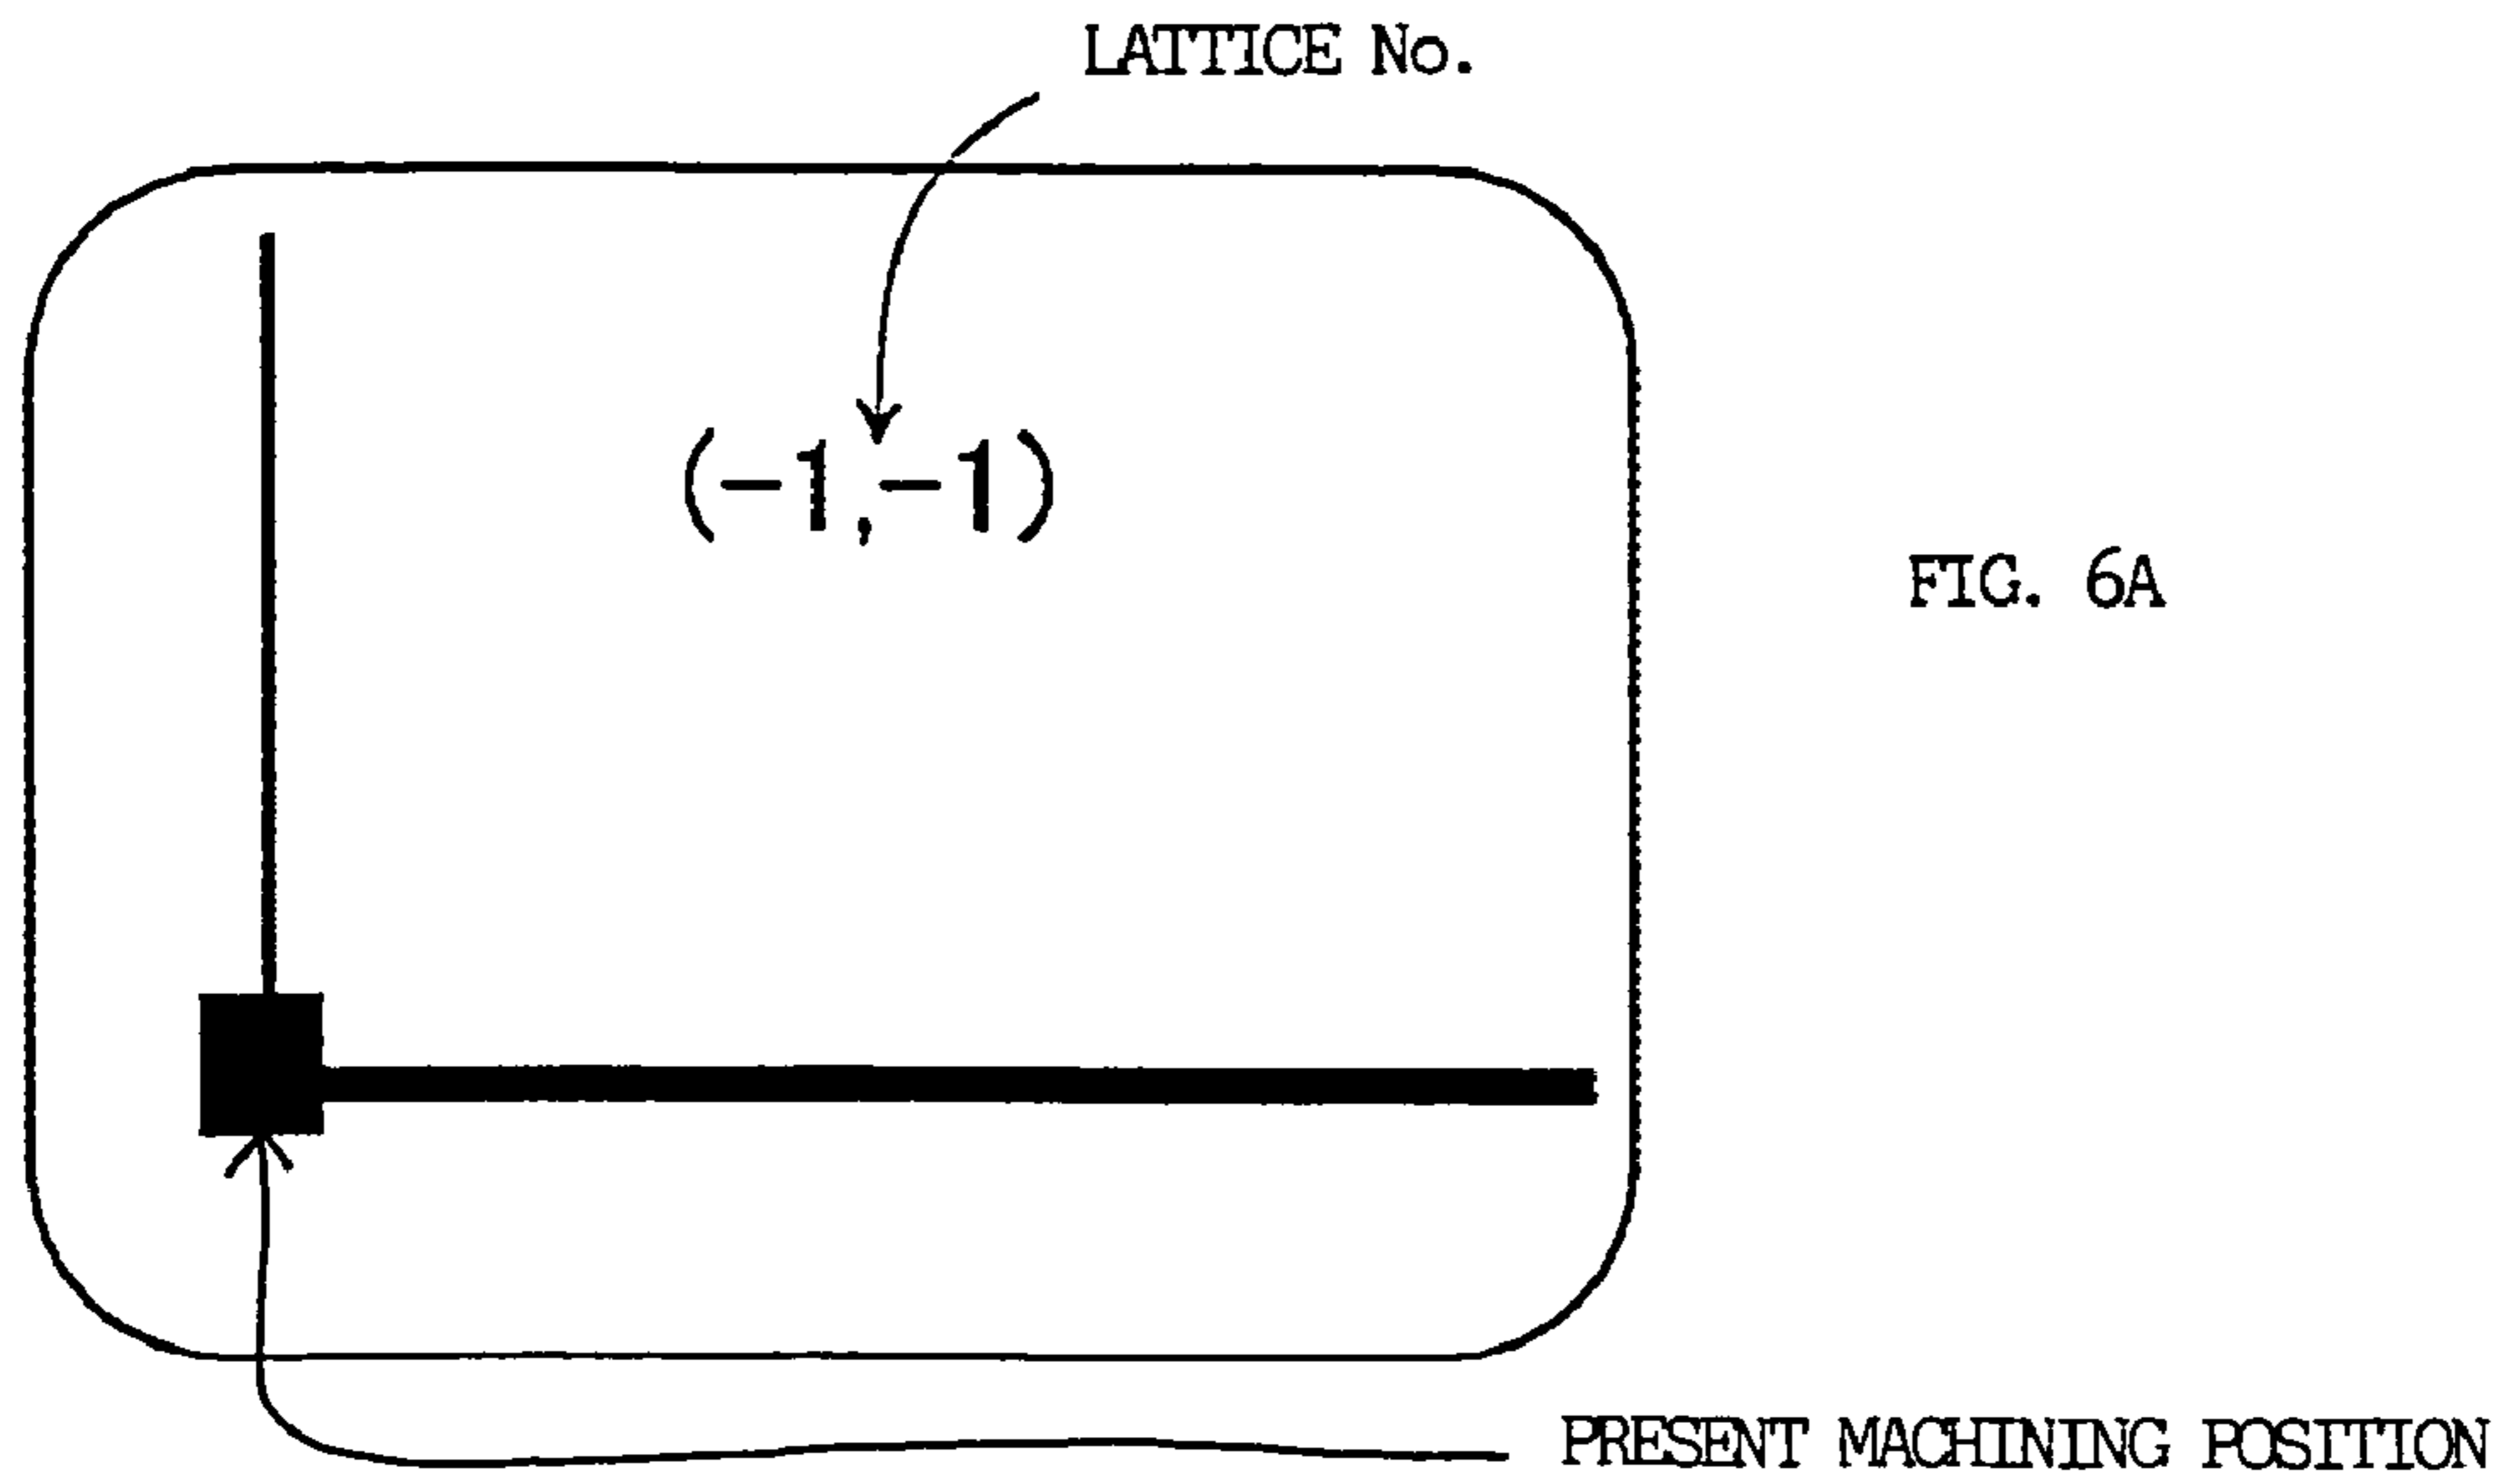 LATTICE No.
(-1,-1)
FIG. 6A
PRESENT MACHINING POSITION